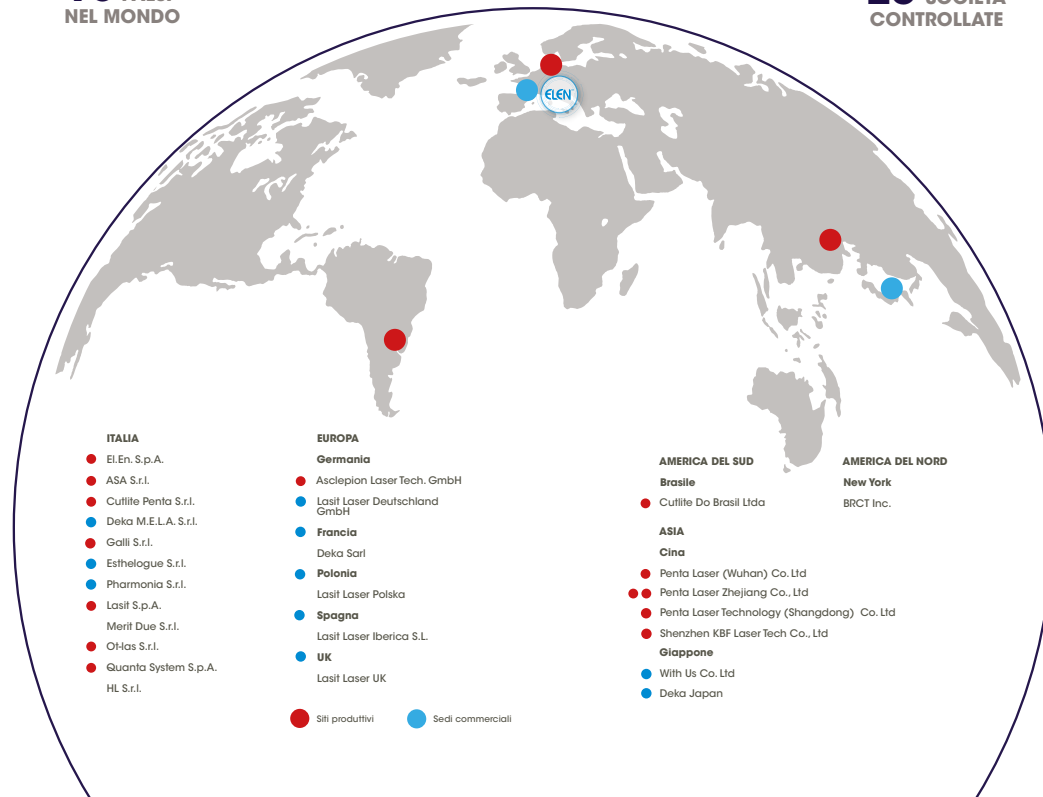 NEL MONDO
CONTROLLATE
ELEN
ITALIA
El.En. S.p.A.
ASA S.r.l.
Cutlite Penta S.r.l.
Deka M.E.L.A. S.r.l.
Galli S.r.l.
Esthelogue S.r.l.
Pharmonia S.r.l.
Lasit S.p.A.
Merit Due S.r.l.
Ot-las S.r.l.
Quanta System S.p.A.
HL S.r.l.
EUROPA
Germania
Asclepion Laser Tech. GmbH
Lasit Laser Deutschland
GmbH
Francia
Deka Sarl
Polonia
Lasit Laser Polska
Spagna
Lasit Laser Iberica S.L.
UK
Lasit Laser UK
Siti produttivi
Sedi commerciali
AMERICA DEL SUD
Brasile
Cutlite Do Brasil Ltda
AMERICA DEL NORD
New York
BRCT Inc.
ASIA
Cina
Penta Laser (Wuhan) Co. Ltd
Penta Laser Zhejiang Co., Ltd
Penta Laser Technology (Shangdong) Co. Ltd
Shenzhen KBF Laser Tech Co., Ltd
Giappone
With Us Co. Ltd
Deka Japan